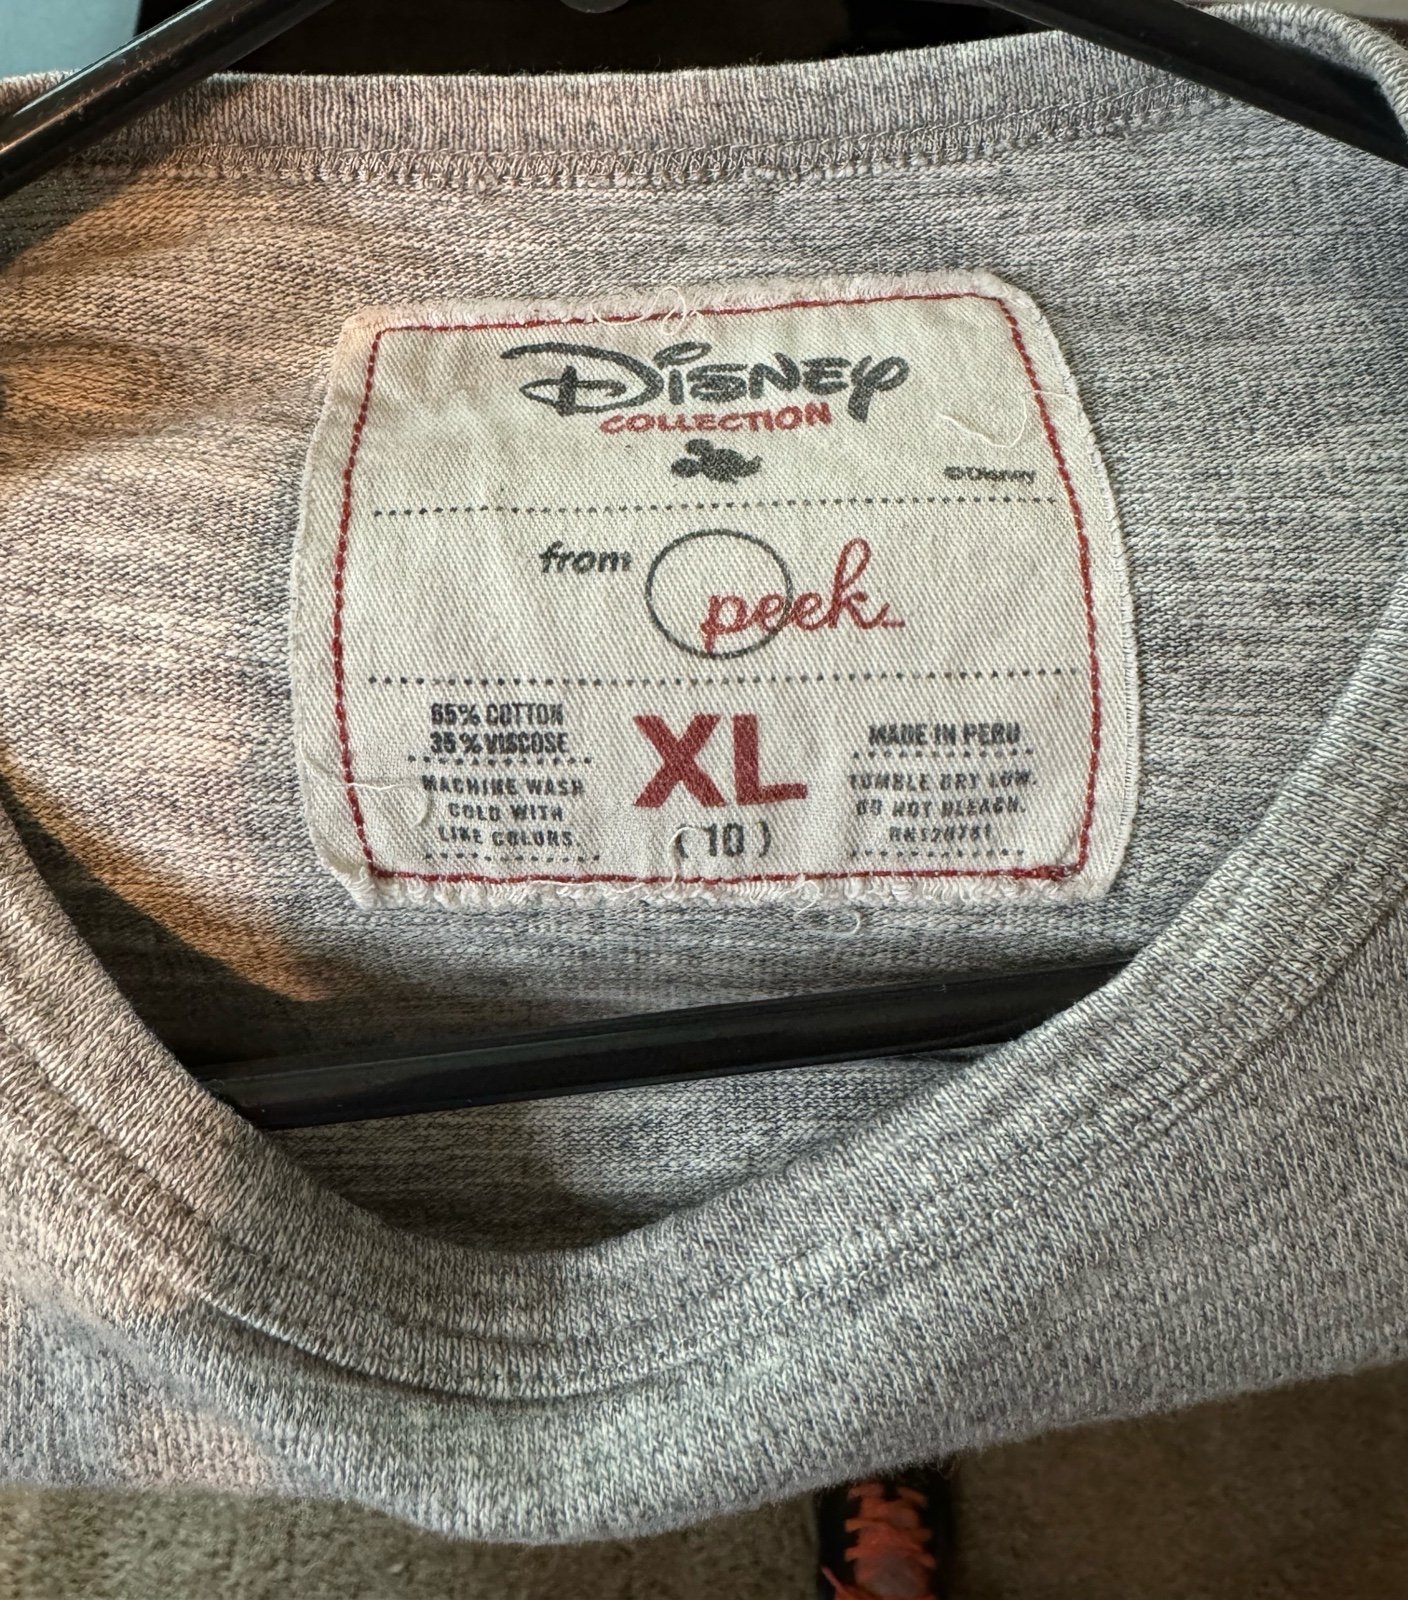 Disney
COLLECTION
©Disney
from peek...
65% COTTON
35% VISCOSE
MACHINE WASH
COLD WITH
LIKE COLORS.
XL
(10)
MADE IN PERU
TUMBLE DRY LOW.
DO NOT BLEACH.